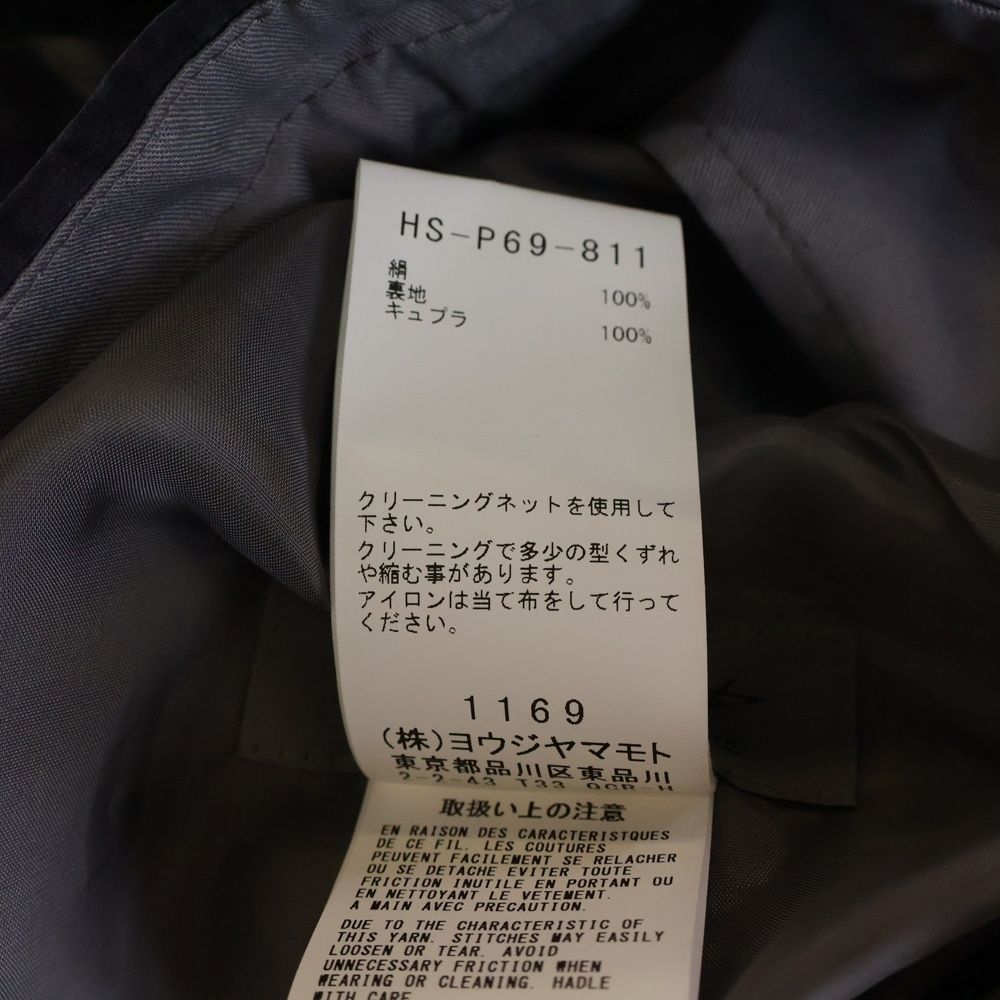 HS-P69-811
絹 100%
裏地
キュプラ 100%
クリーニングネットを使用して
下さい。
クリーニングで多少の型くずれ
や縮む事があります。
アイロンは当て布をして行って
ください。
1169
(株)ヨウジヤマモト
東京都品川区東品川
2-2-43 T33 OCR-H
取扱い上の注意
EN RAISON DES CARACTERISTQUES
DE CE FIL. LES COUTURES
PEUVENT FACILEMENT SE RELACHER
OU SE DETACHE EVITER TOUTE
FRICTION INUTILE EN PORTANT OU
EN NETTOYANT LE VETEMENT.
A MAIN AVEC PRECAUTION.
DUE TO THE CHARACTERISTIC OF
THIS YARN. STITCHES MAY EASILY
LOOSEN OR TEAR. AVOID
UNNECESSARY FRICTION WHEN
WEARING OR CLEANING. HADLE
WITH CARE